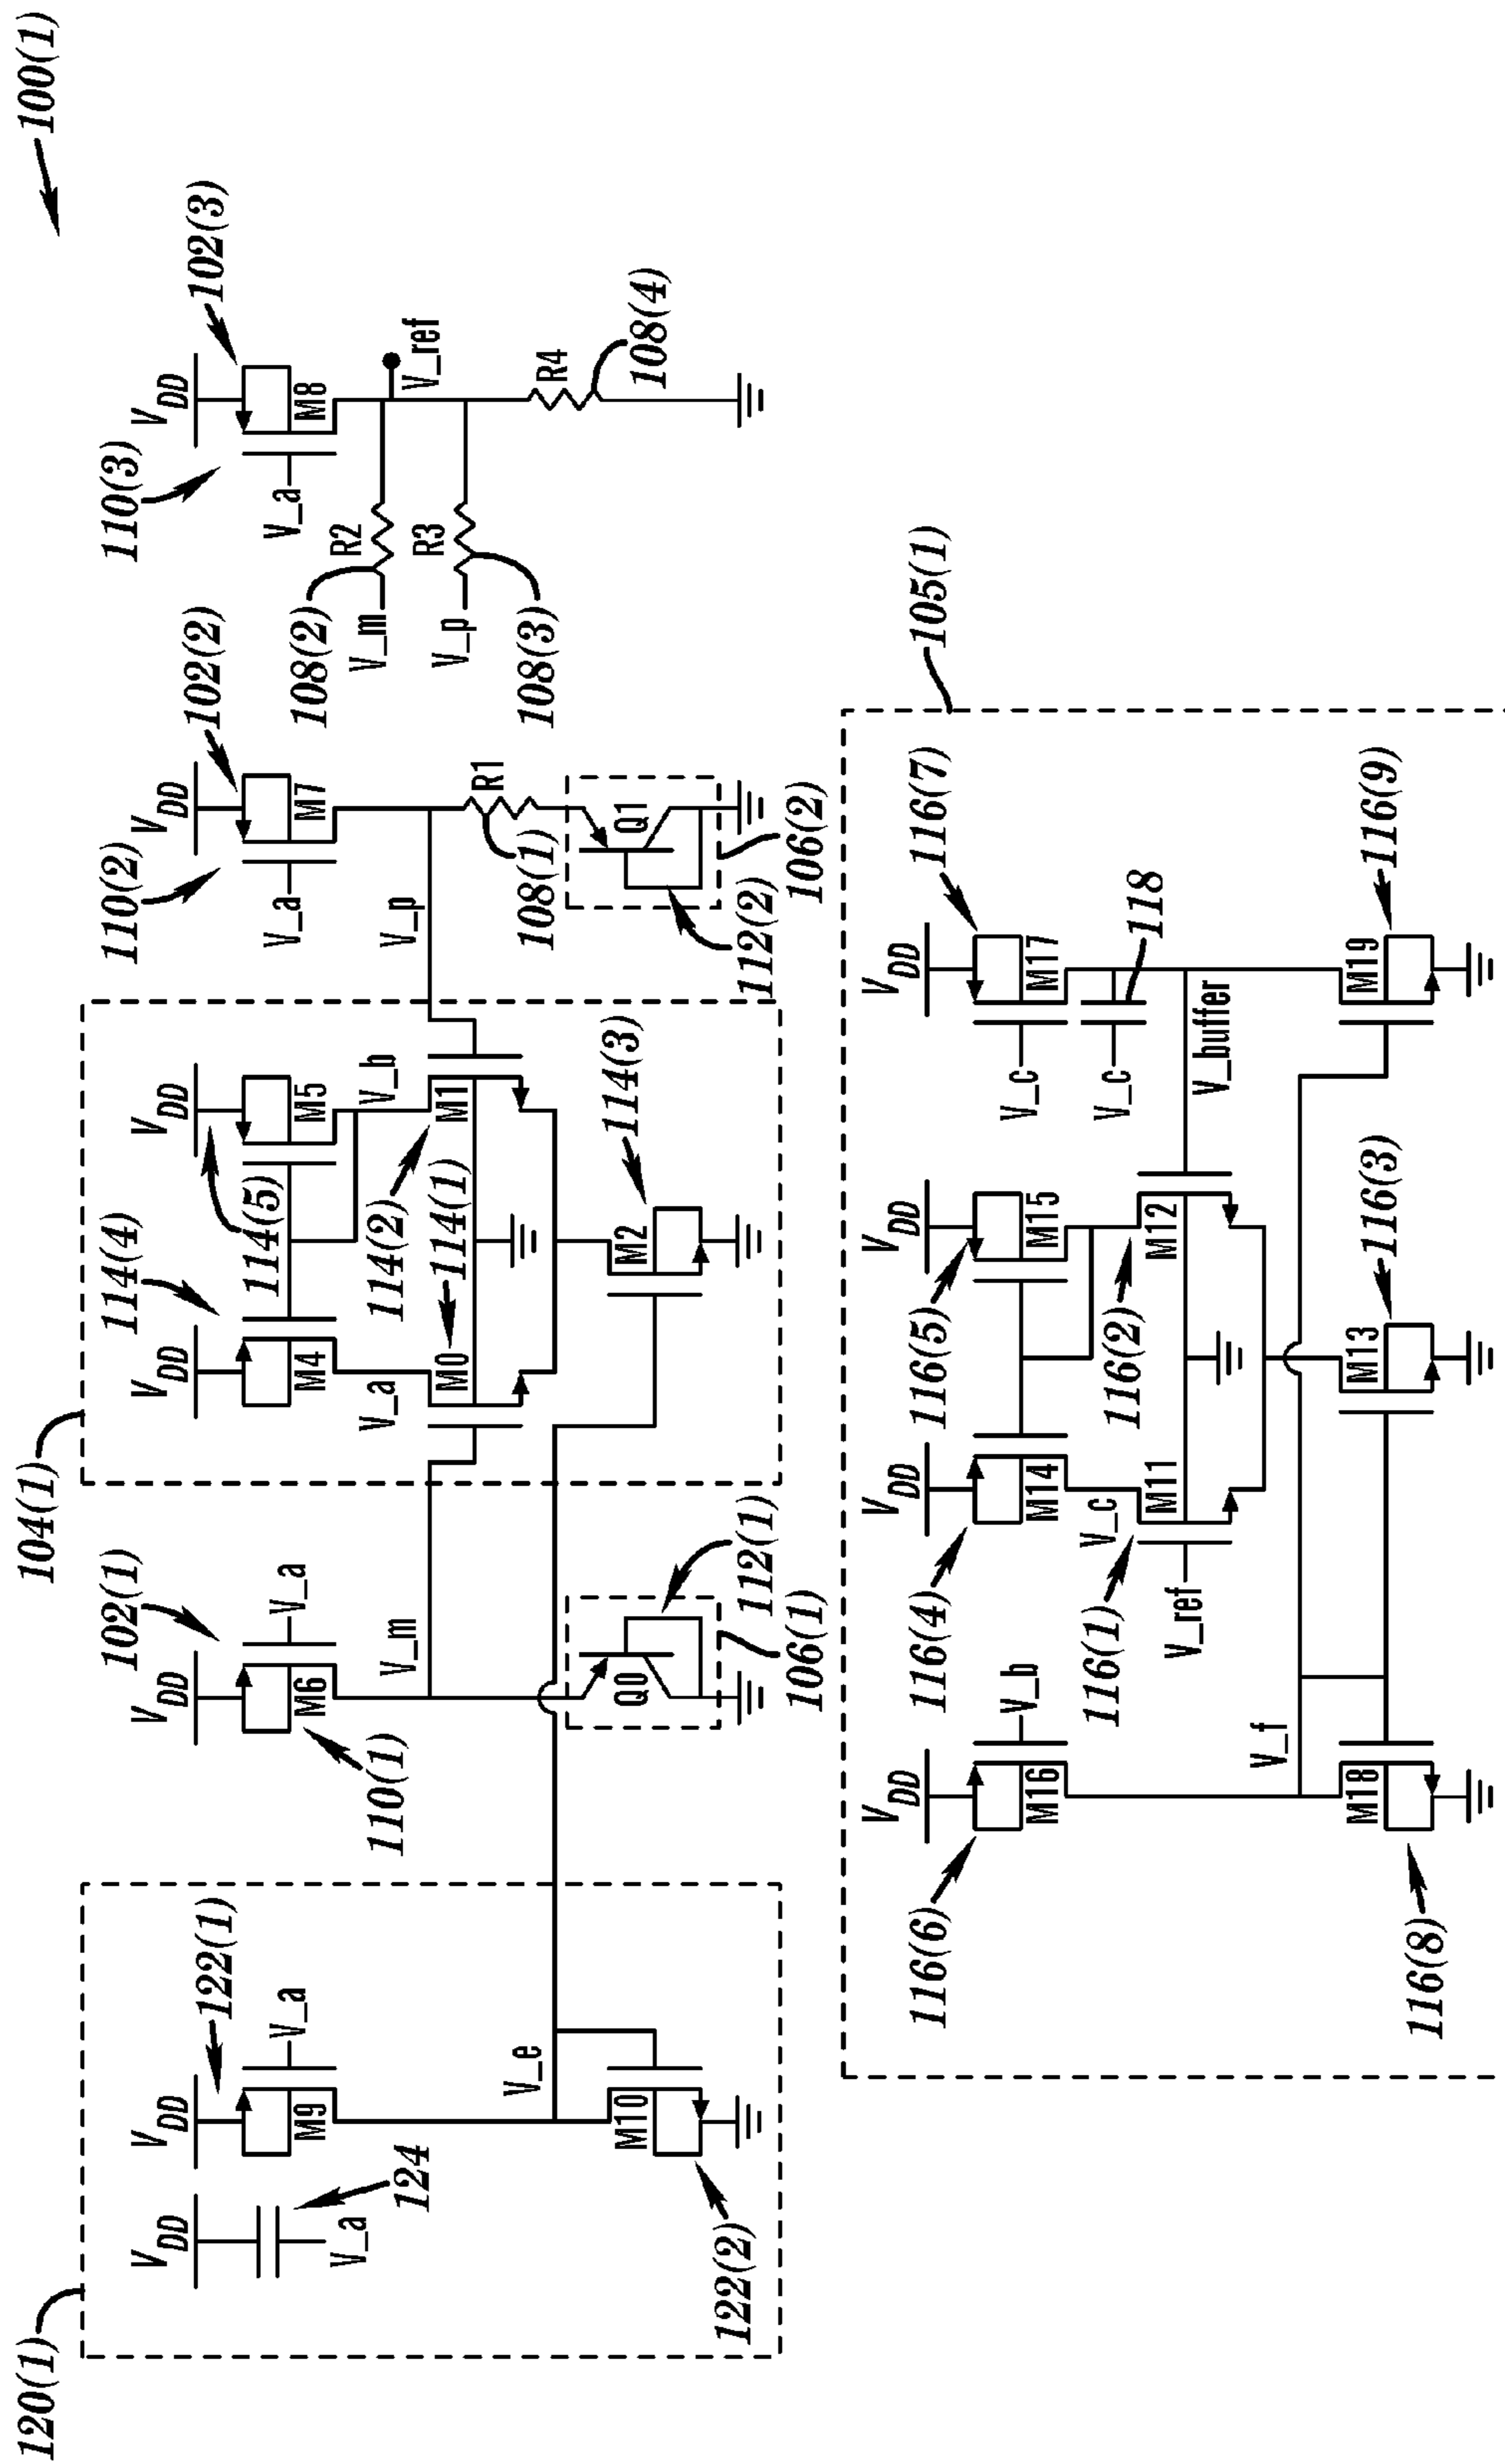 100(1)
120(1)
V_DD
V_DD
122(1)
124
V_a
M9
V_a
V_e
M10
122(2)
102(1)
V_DD
M6
V_a
110(1)
V_m
Q0
112(1)
106(1)
104(1)
114(4)
V_DD
V_DD
M4
M5
114(5)
V_a
V_b
M0
M1
114(2)
114(1)
M2
114(3)
110(2)
V_DD
102(2)
M7
V_a
V_p
R1
108(1)
Q1
112(2)
106(2)
110(3)
V_DD
102(3)
M8
V_a
V_ref
R2
108(2)
V_m
R3
V_p
108(3)
R4
108(4)
105(1)
V_DD
M16
V_b
116(6)
V_f
M18
116(8)
V_DD
V_DD
M14
M15
116(4)
116(5)
V_c
M11
M12
116(1)
116(2)
V_ref
M13
116(3)
V_DD
116(7)
M17
V_c
V_c
118
V_buffer
M19
116(9)